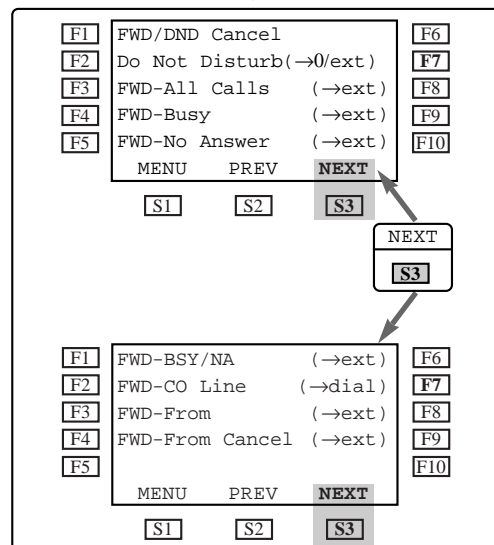 F1 FWD/DND Cancel F6
F2 Do Not Disturb(→0/ext) F7
F3 FWD-All Calls (→ext) F8
F4 FWD-Busy (→ext) F9
F5 FWD-No Answer (→ext) F10
MENU PREV NEXT
S1 S2 S3
NEXT
S3
F1 FWD-BSY/NA (→ext) F6
F2 FWD-CO Line (→dial) F7
F3 FWD-From (→ext) F8
F4 FWD-From Cancel (→ext) F9
F5 F10
MENU PREV NEXT
S1 S2 S3